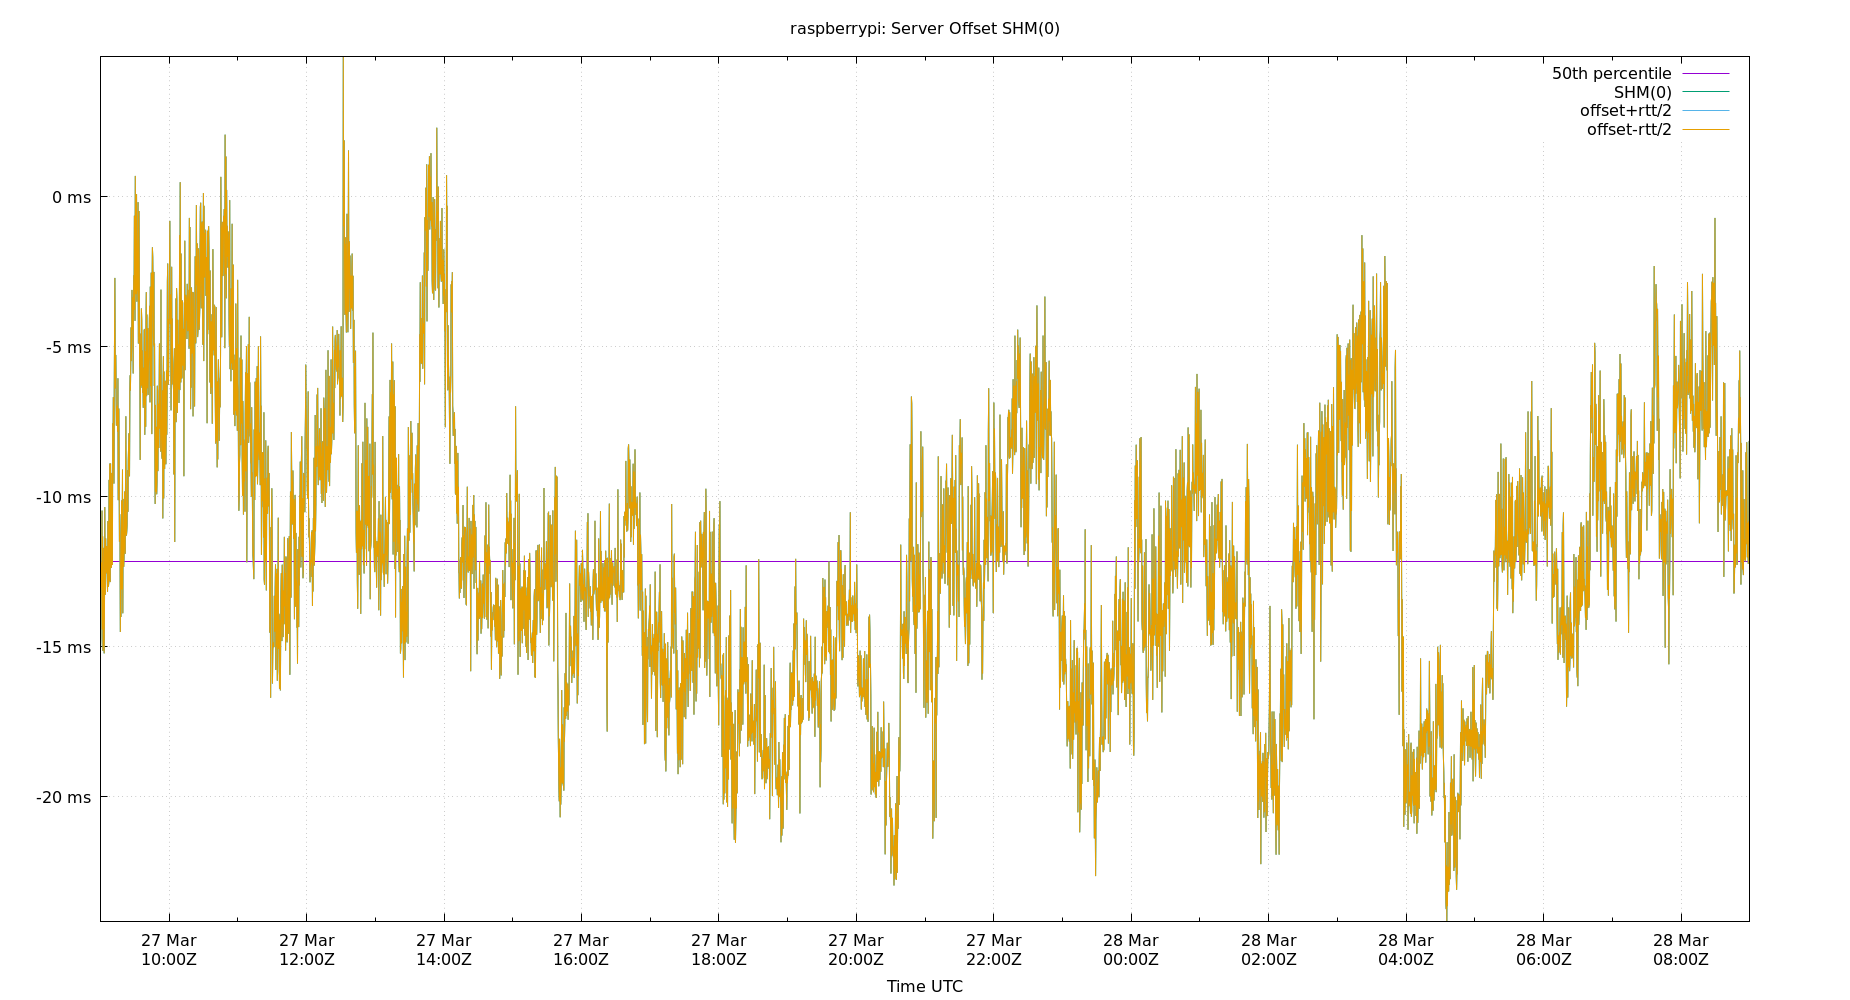 raspberrypi: Server Offset SHM(0)
50th percentile
SHM(0)
offset+rtt/2
offset-rtt/2
0 ms
-5 ms
-10 ms
-15 ms
-20 ms
27 Mar 27 Mar 27 Mar 27 Mar 27 Mar 27 Mar 27 Mar 28 Mar 28 Mar 28 Mar 28 Mar 28 Mar
10:00Z 12:00Z 14:00Z 16:00Z 18:00Z 20:00Z 22:00Z 00:00Z 02:00Z 04:00Z 06:00Z 08:00Z
Time UTC